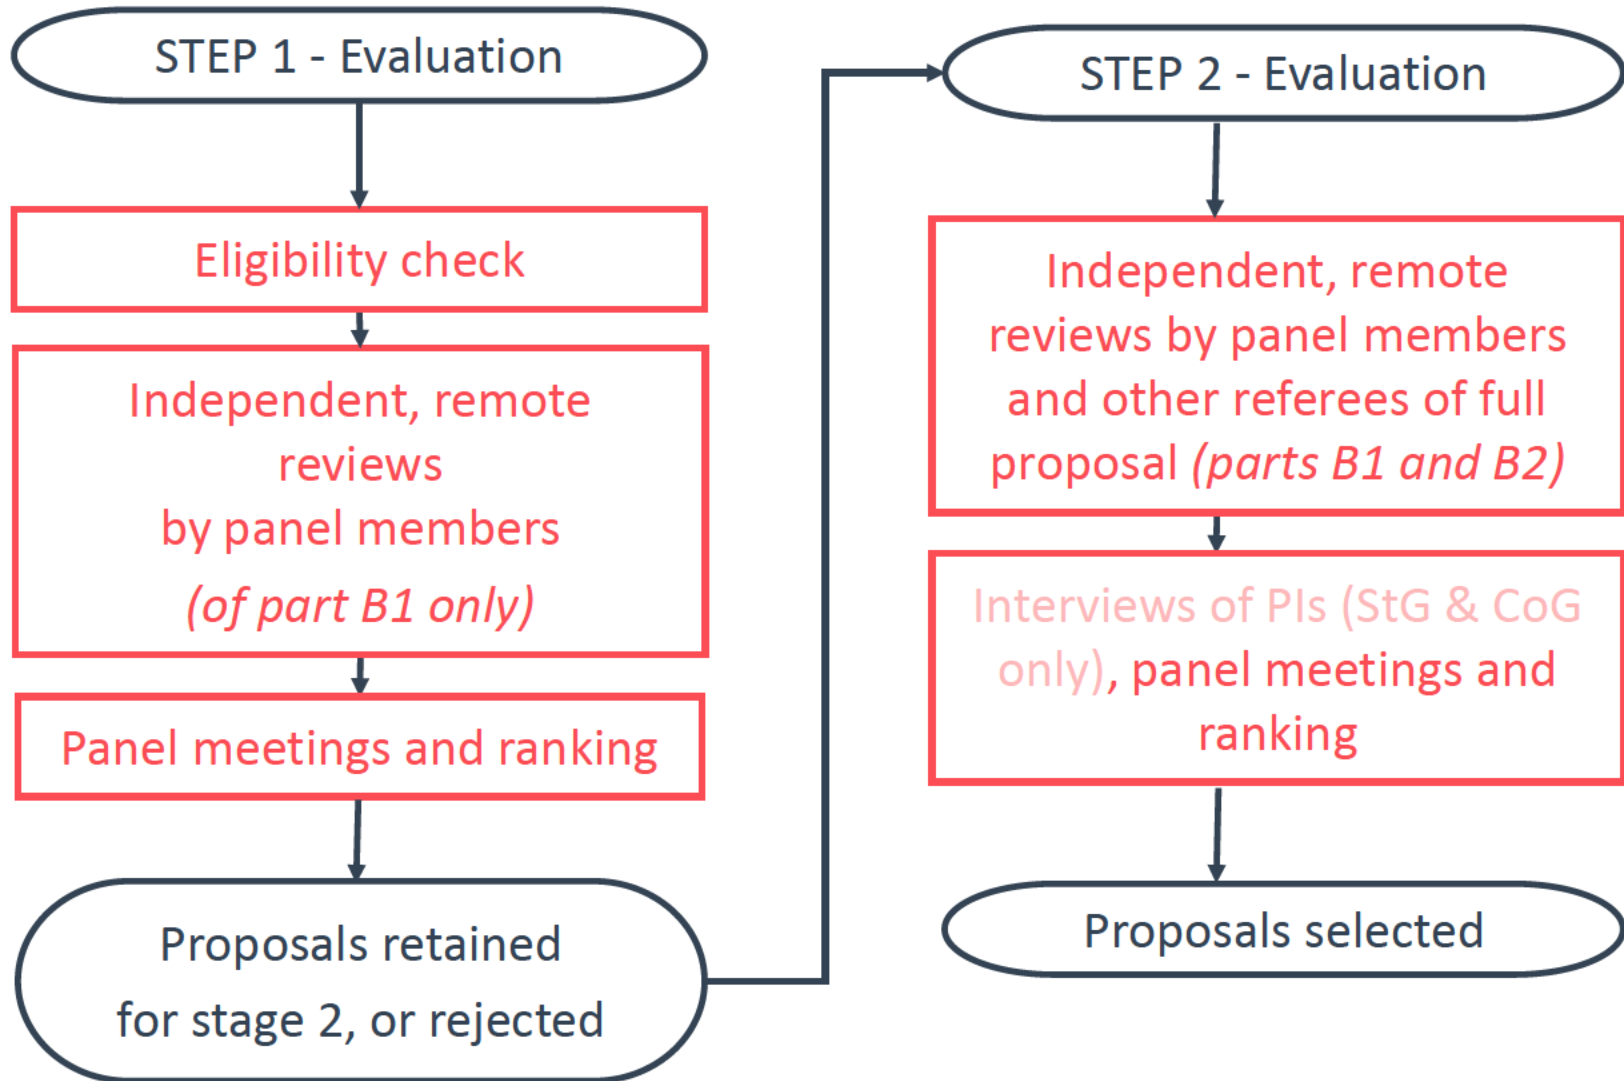 STEP 1 - Evaluation
Eligibility check
Independent, remote
reviews
by panel members
(of part B1 only)
Panel meetings and ranking
Proposals retained
for stage 2, or rejected
STEP 2 - Evaluation
Independent, remote
reviews by panel members
and other referees of full
proposal (parts B1 and B2)
Interviews of PIs (StG & CoG
only), panel meetings and
ranking
Proposals selected